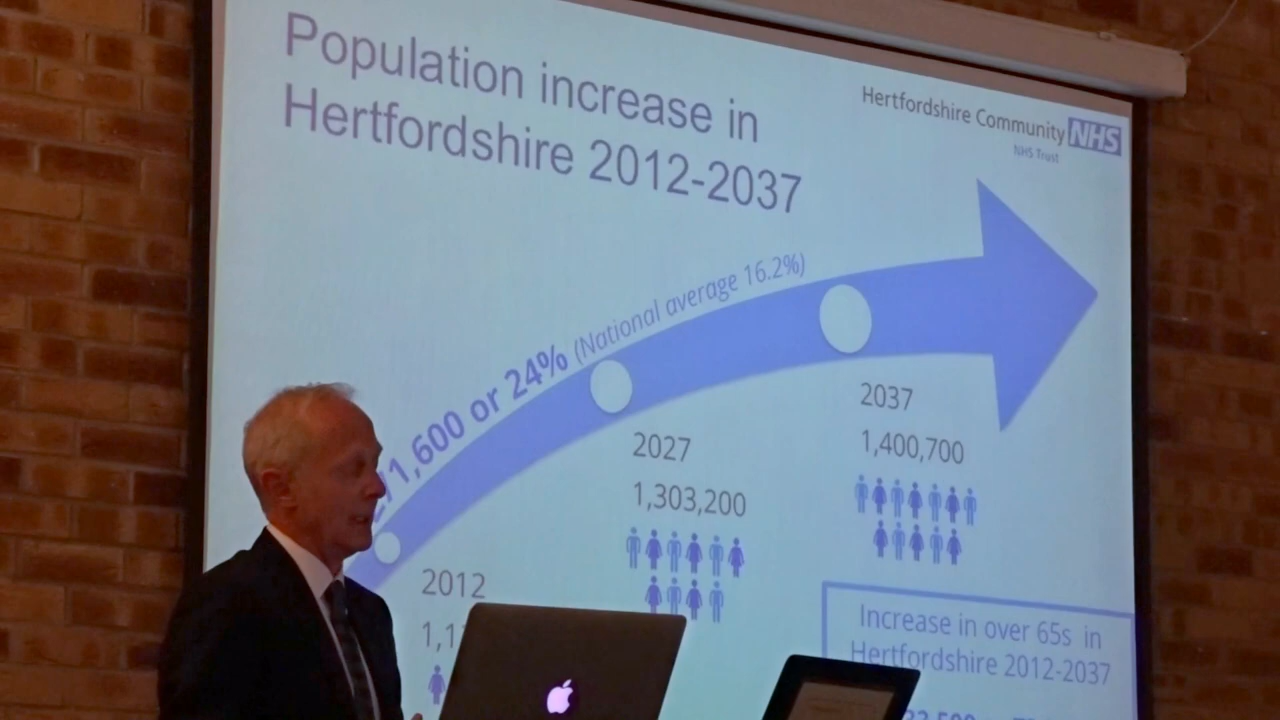 Population increase in
Hertfordshire 2012-2037
Hertfordshire Community NHS
NHS Trust
71,600 or 24% (National average 16.2%)
2012
1,1
2027
1,303,200
2037
1,400,700
Increase in over 65s in
Hertfordshire 2012-2037